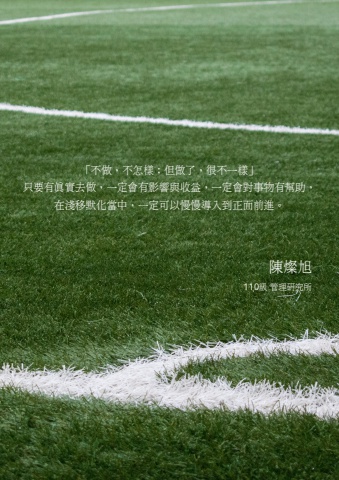 「不做，不怎樣；但做了，很不一樣」
只要有真實去做，一定會有影響與收益，一定會對事物有幫助，
在淺移默化當中，一定可以慢慢導入到正面前進。
陳燦旭
110級 管理研究所